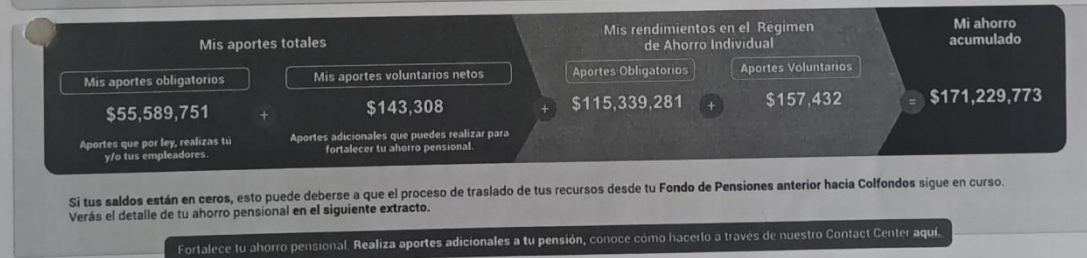 Mis aportes totales
Mis aportes obligatorios
$55,589,751
Aportes que por ley, realizas tú
y/o tus empleadores.
+
Mis aportes voluntarios netos
$143,308
Aportes adicionales que puedes realizar para
fortalecer tu ahorro pensional.
+
Mis rendimientos en el Régimen
de Ahorro Individual
Aportes Obligatorios
$115,339,281
+
Aportes Voluntarios
$157,432
=
Mi ahorro
acumulado
$171,229,773
Si tus saldos están en ceros, esto puede deberse a que el proceso de traslado de tus recursos desde tu Fondo de Pensiones anterior hacia Colfondos sigue en curso.
Verás el detalle de tu ahorro pensional en el siguiente extracto.
Fortalece tu ahorro pensional. Realiza aportes adicionales a tu pensión, conoce cómo hacerlo a través de nuestro Contact Center aquí.